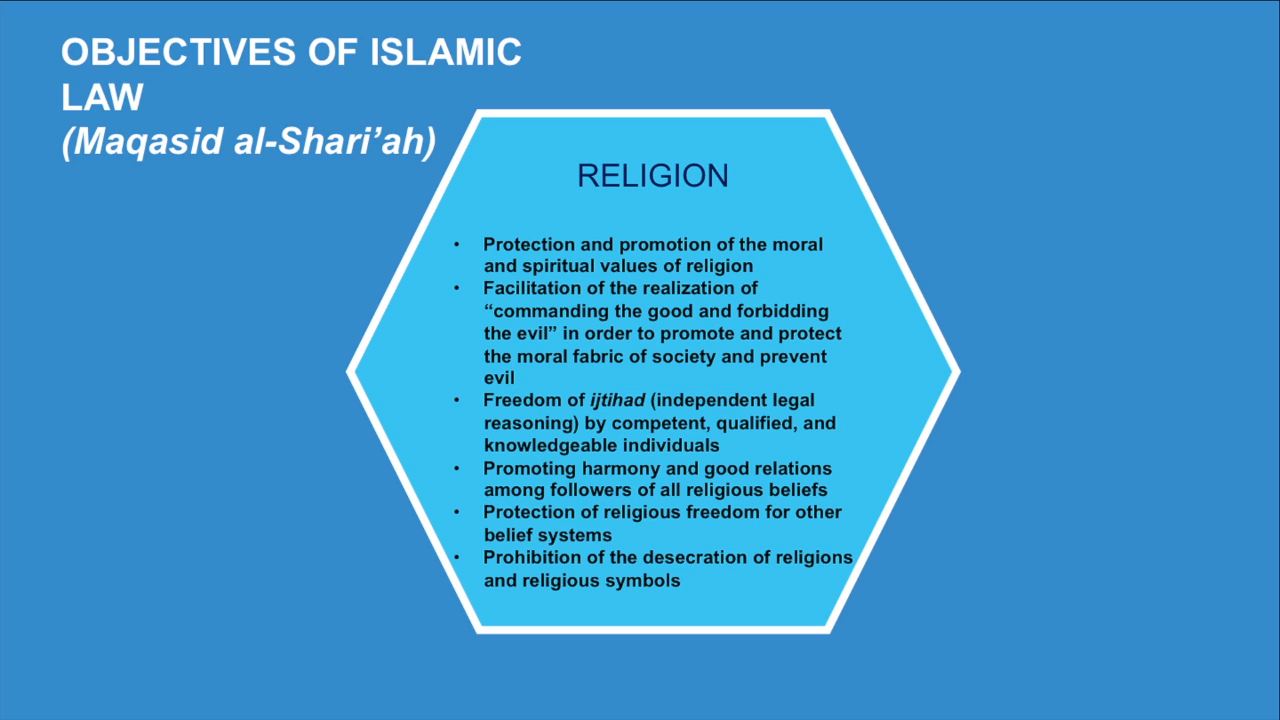 OBJECTIVES OF ISLAMIC
LAW
(Maqasid al-Shari’ah)
RELIGION
• Protection and promotion of the moral
and spiritual values of religion
• Facilitation of the realization of
“commanding the good and forbidding
the evil” in order to promote and protect
the moral fabric of society and prevent
evil
• Freedom of ijtihad (independent legal
reasoning) by competent, qualified, and
knowledgeable individuals
• Promoting harmony and good relations
among followers of all religious beliefs
• Protection of religious freedom for other
belief systems
• Prohibition of the desecration of religions
and religious symbols